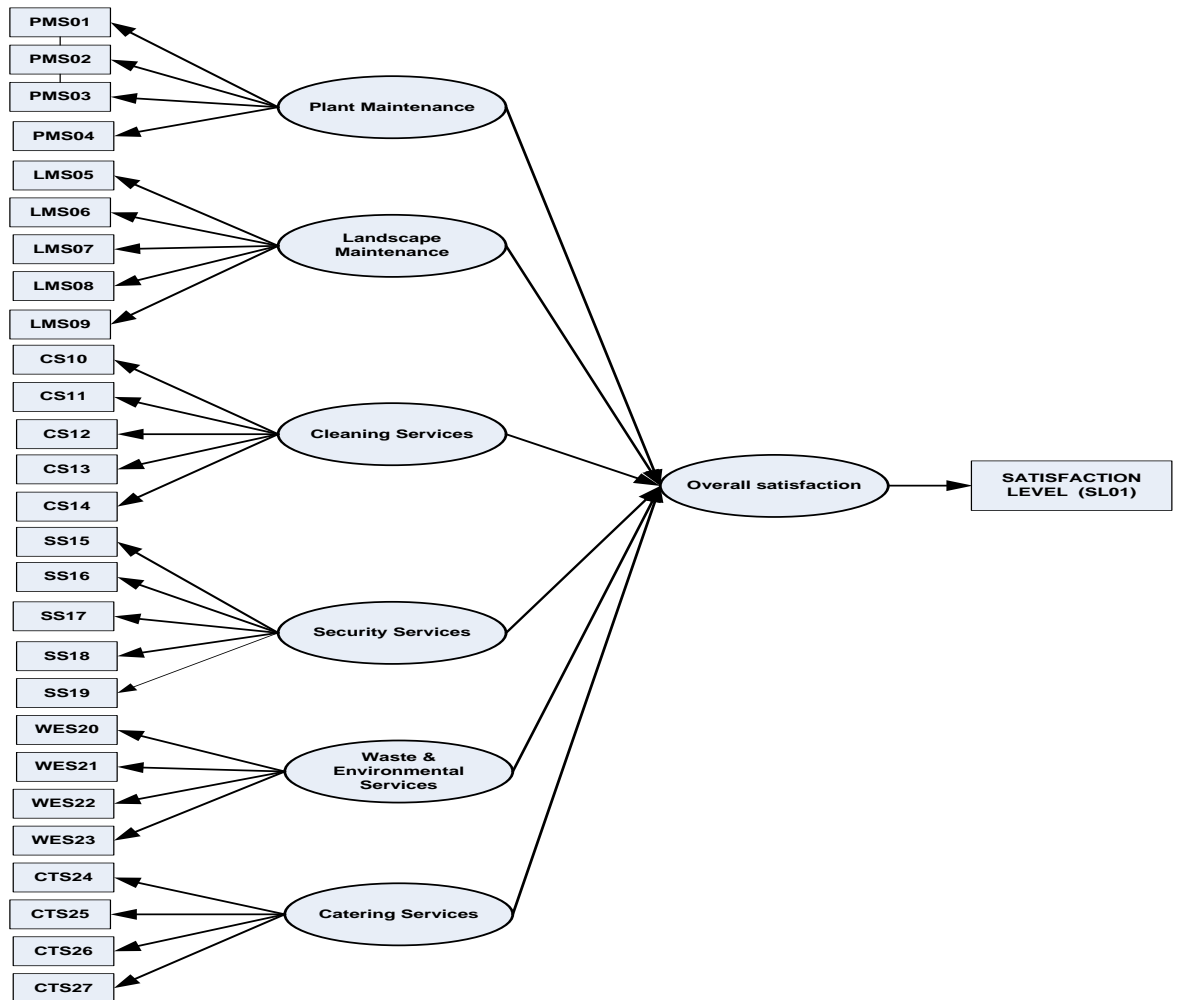 PMS01
PMS02
PMS03
PMS04
LMS05
LMS06
LMS07
LMS08
LMS09
CS10
CS11
CS12
CS13
CS14
SS15
SS16
SS17
SS18
SS19
WES20
WES21
WES22
WES23
CTS24
CTS25
CTS26
CTS27
Plant Maintenance
Landscape
Maintenance
Cleaning Services
Security Services
Waste &
Environmental
Services
Catering Services
Overall satisfaction
SATISFACTION
LEVEL (SL01)